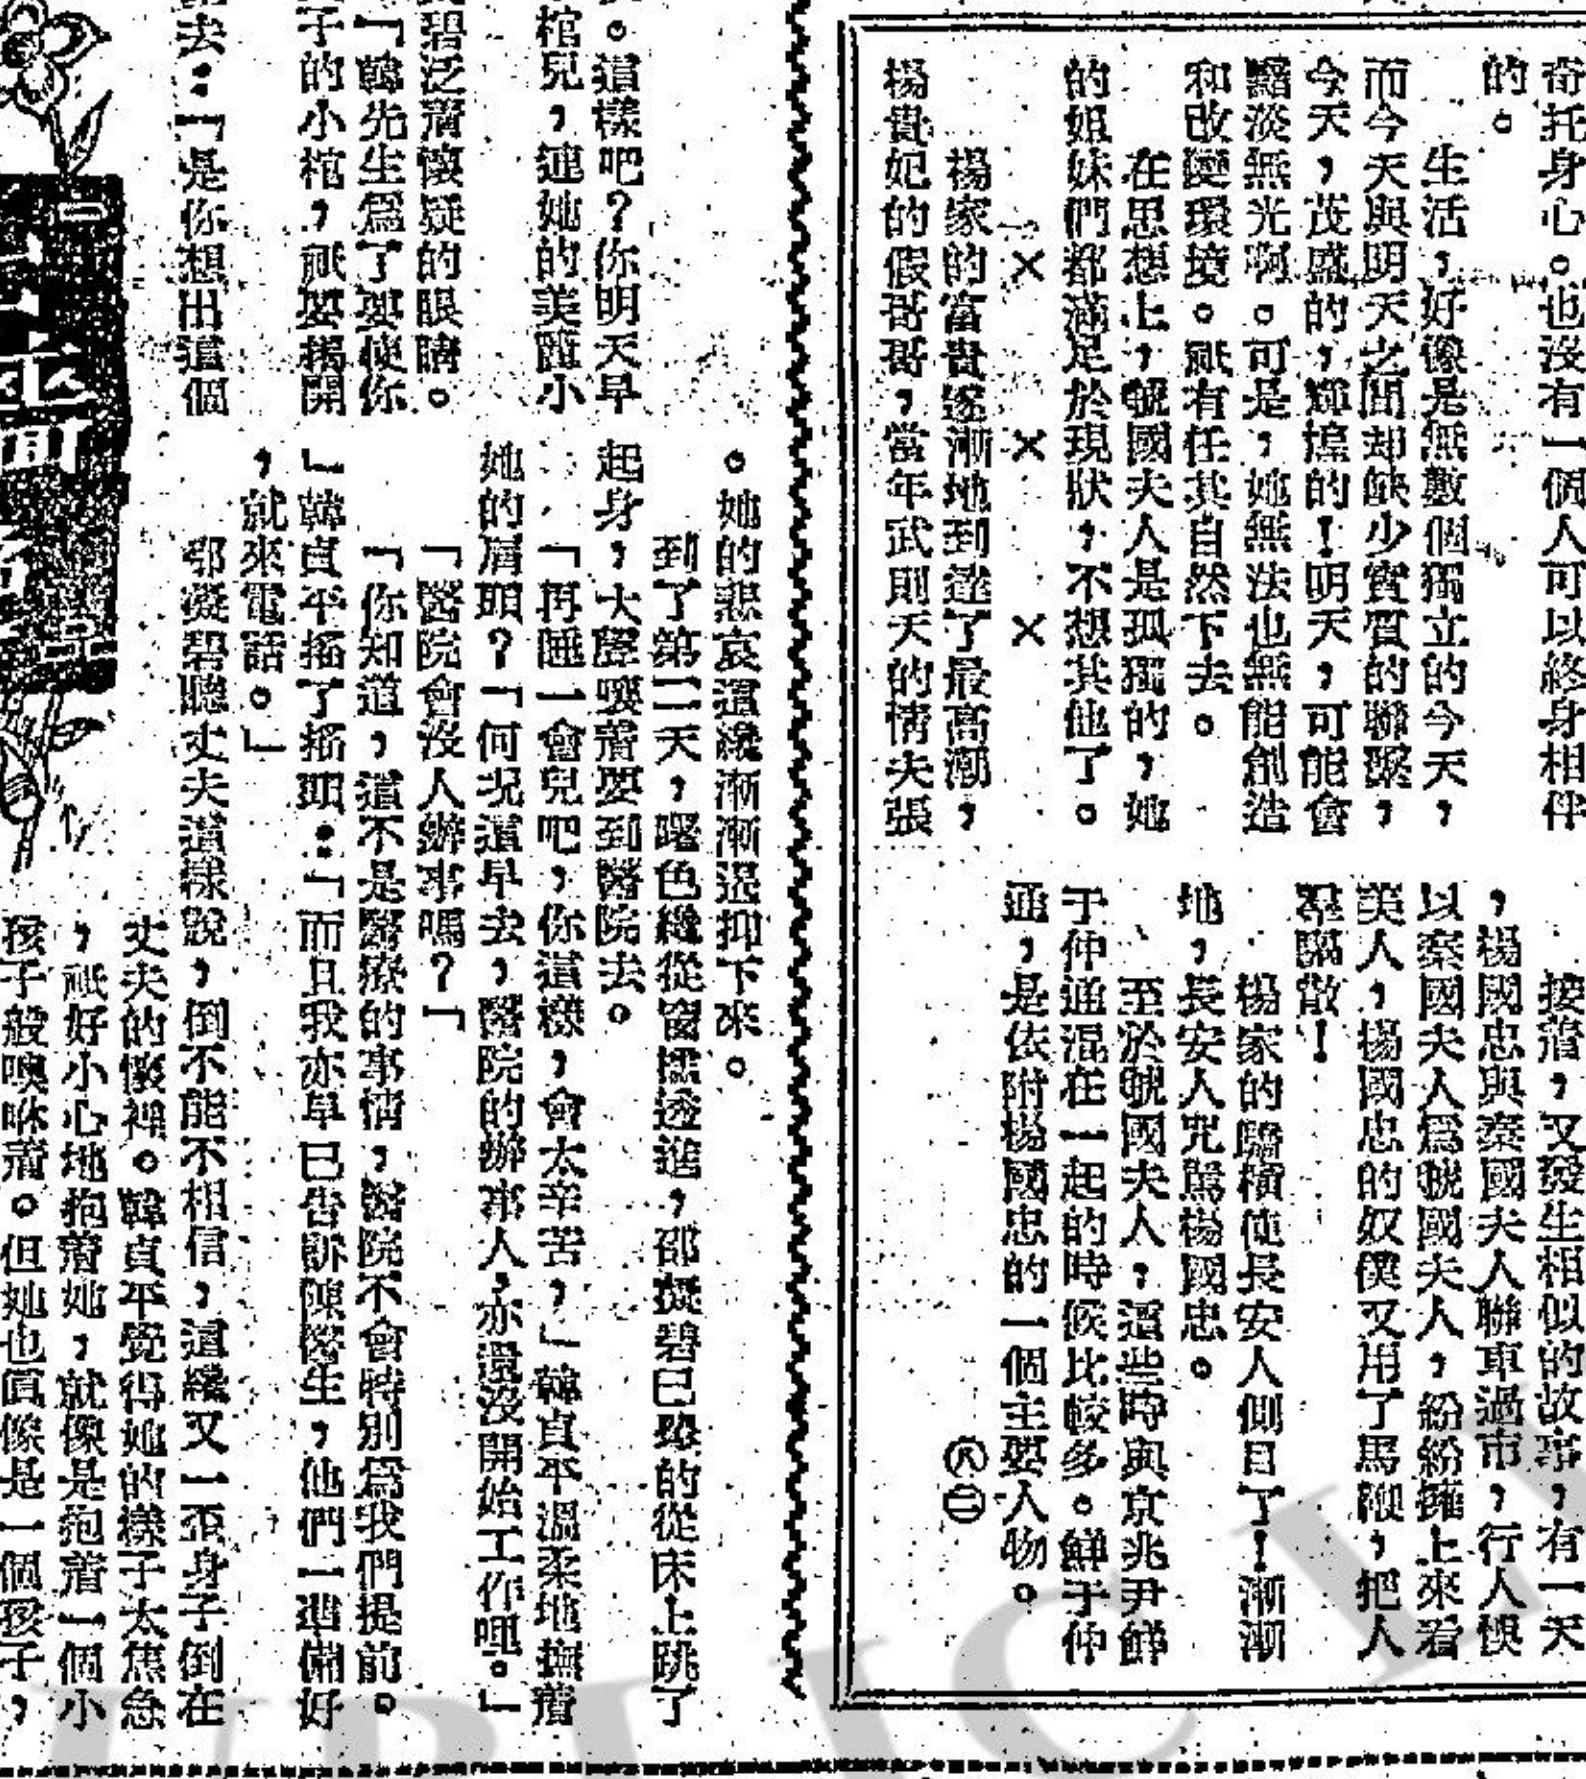 寄托身心。也沒有一個人可以終身相伴
的。
生活，好像是無數個獨立的今天，
而今天與明天之間却缺少實質的聯繫，
今天，茂盛的，輝煌的！明天，可能會
黯淡無光啊。可是，她無法也無能創造
和改變環境。祇有任其自然下去。
在思想上，虢國夫人是孤獨的，她
的姐妹們都滿足於現狀，不想其他了。
× × ×
楊家的富貴遂漸地到達了最高潮，
楊貴妃的假哥哥，當年武則天的情夫張
接着，又發生相似的故事，有一天
，楊國忠與秦國夫人聯車過市，行人悞
以秦國夫人爲虢國夫人，紛紛擁上來看
美人，楊國忠的奴僕又用了馬鞭，把人
羣驅散！
楊家的驕橫使長安人側目了！漸漸
地，長安人咒駡楊國忠。
至於虢國夫人，這些時與京兆尹鮮
于仲通混在一起的時候比較多。鮮于仲
通，是依附楊國忠的一個主要人物。
㊁
。這樣吧？你明天早
棺兒，連她的美麗小
碧泛着懷疑的眼睛。
「韓先生爲了要使你
子的小棺，祇要揭開
去：「是你想出這個
。她的悲哀這纔漸漸退抑下來。
到了第二天，曙色纔從窗櫺透進，邵凝碧已
的從床上跳了
起身，大聲嚷着要到醫院去。
「再睡一會兒吧，你這樣，會太辛苦，」韓貞平溫柔地撫着
她的肩頭？「何况這早去，醫院的辦事人，亦還沒開始工作哩。」
「醫院會沒人辦事嗎？」
「你知道，這不是醫療的事情，醫院不會特別爲我們提前。
」韓貞平搖了搖頭：「而且我亦早已告訴陳醫生，他們一準備好
，就來電話。」
邵凝碧聽丈夫這樣說，倒不能不相信，這纔又一歪身子倒在
丈夫的懷裡。韓貞平覺得她的樣子太焦急
，祇好小心地抱着她，就像是抱着一個小
孩子般噢咻着。但她也眞像是一個孩子，